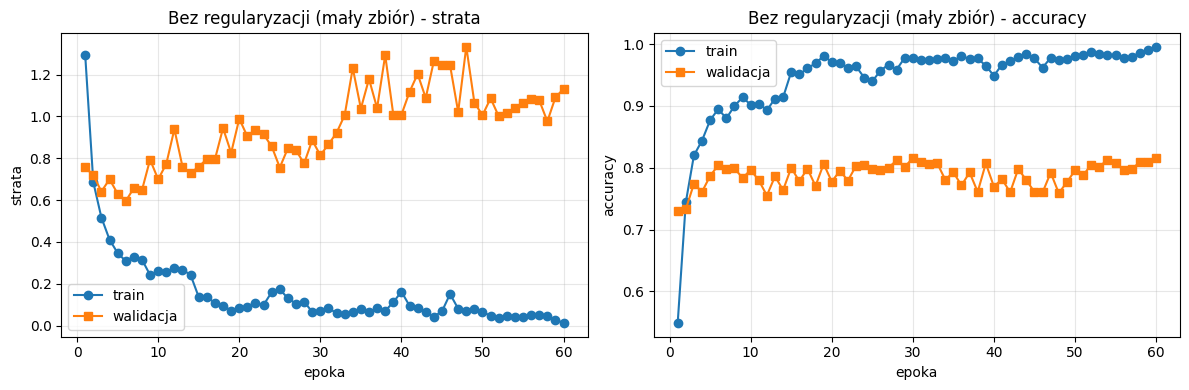 Bez regularyzacji (mały zbiór) - strata
strata
1.2
1.0
0.8
0.6
0.4
0.2
0.0
train
walidacja
0 10 20 30 40 50 60
epoka
Bez regularyzacji (mały zbiór) - accuracy
accuracy
1.0
0.9
0.8
0.7
0.6
train
walidacja
0 10 20 30 40 50 60
epoka